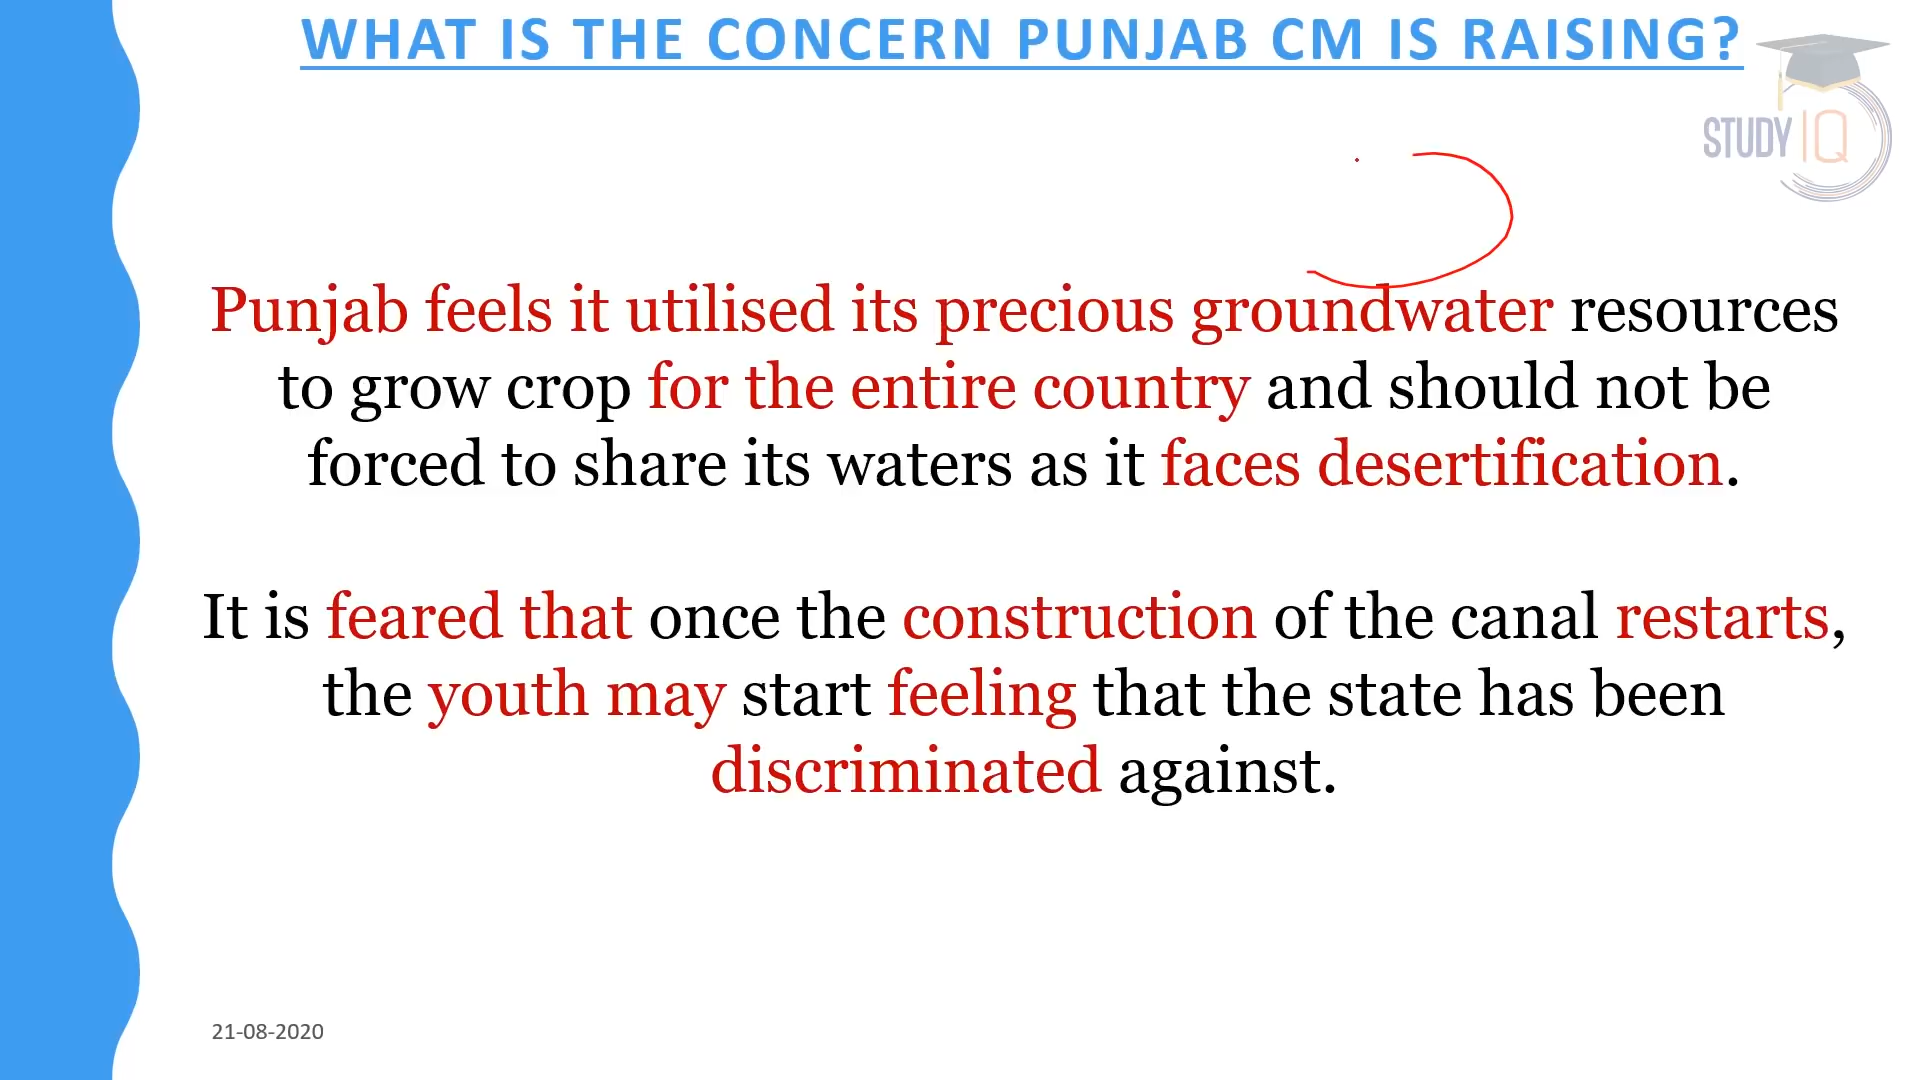 WHAT IS THE CONCERN PUNJAB CM IS RAISING?
STUDY IQ
Punjab feels it utilised its precious groundwater resources
to grow crop for the entire country and should not be
forced to share its waters as it faces desertification.
It is feared that once the construction of the canal restarts,
the youth may start feeling that the state has been
discriminated against.
21-08-2020